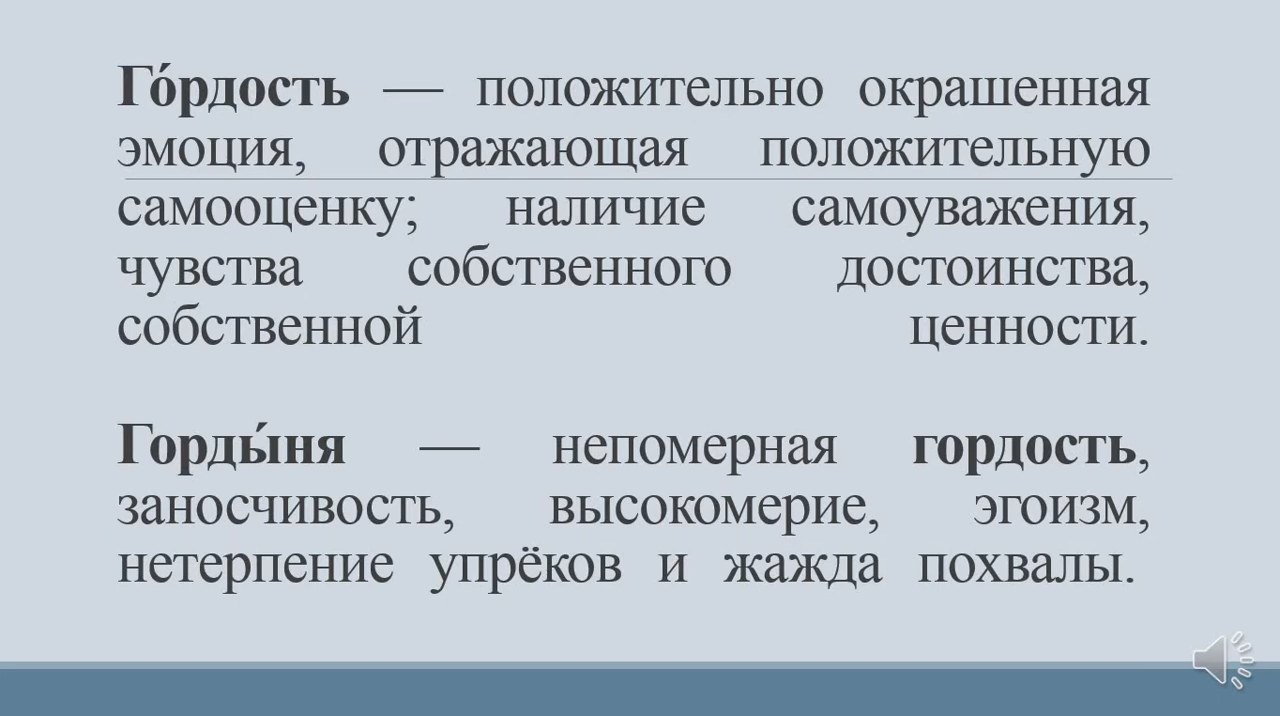 Го́рдость — положительно окрашенная
эмоция, отражающая положительную
самооценку; наличие самоуважения,
чувства собственного достоинства,
собственной ценности.
Горды́ня — непомерная гордость,
заносчивость, высокомерие, эгоизм,
нетерпение упрёков и жажда похвалы.